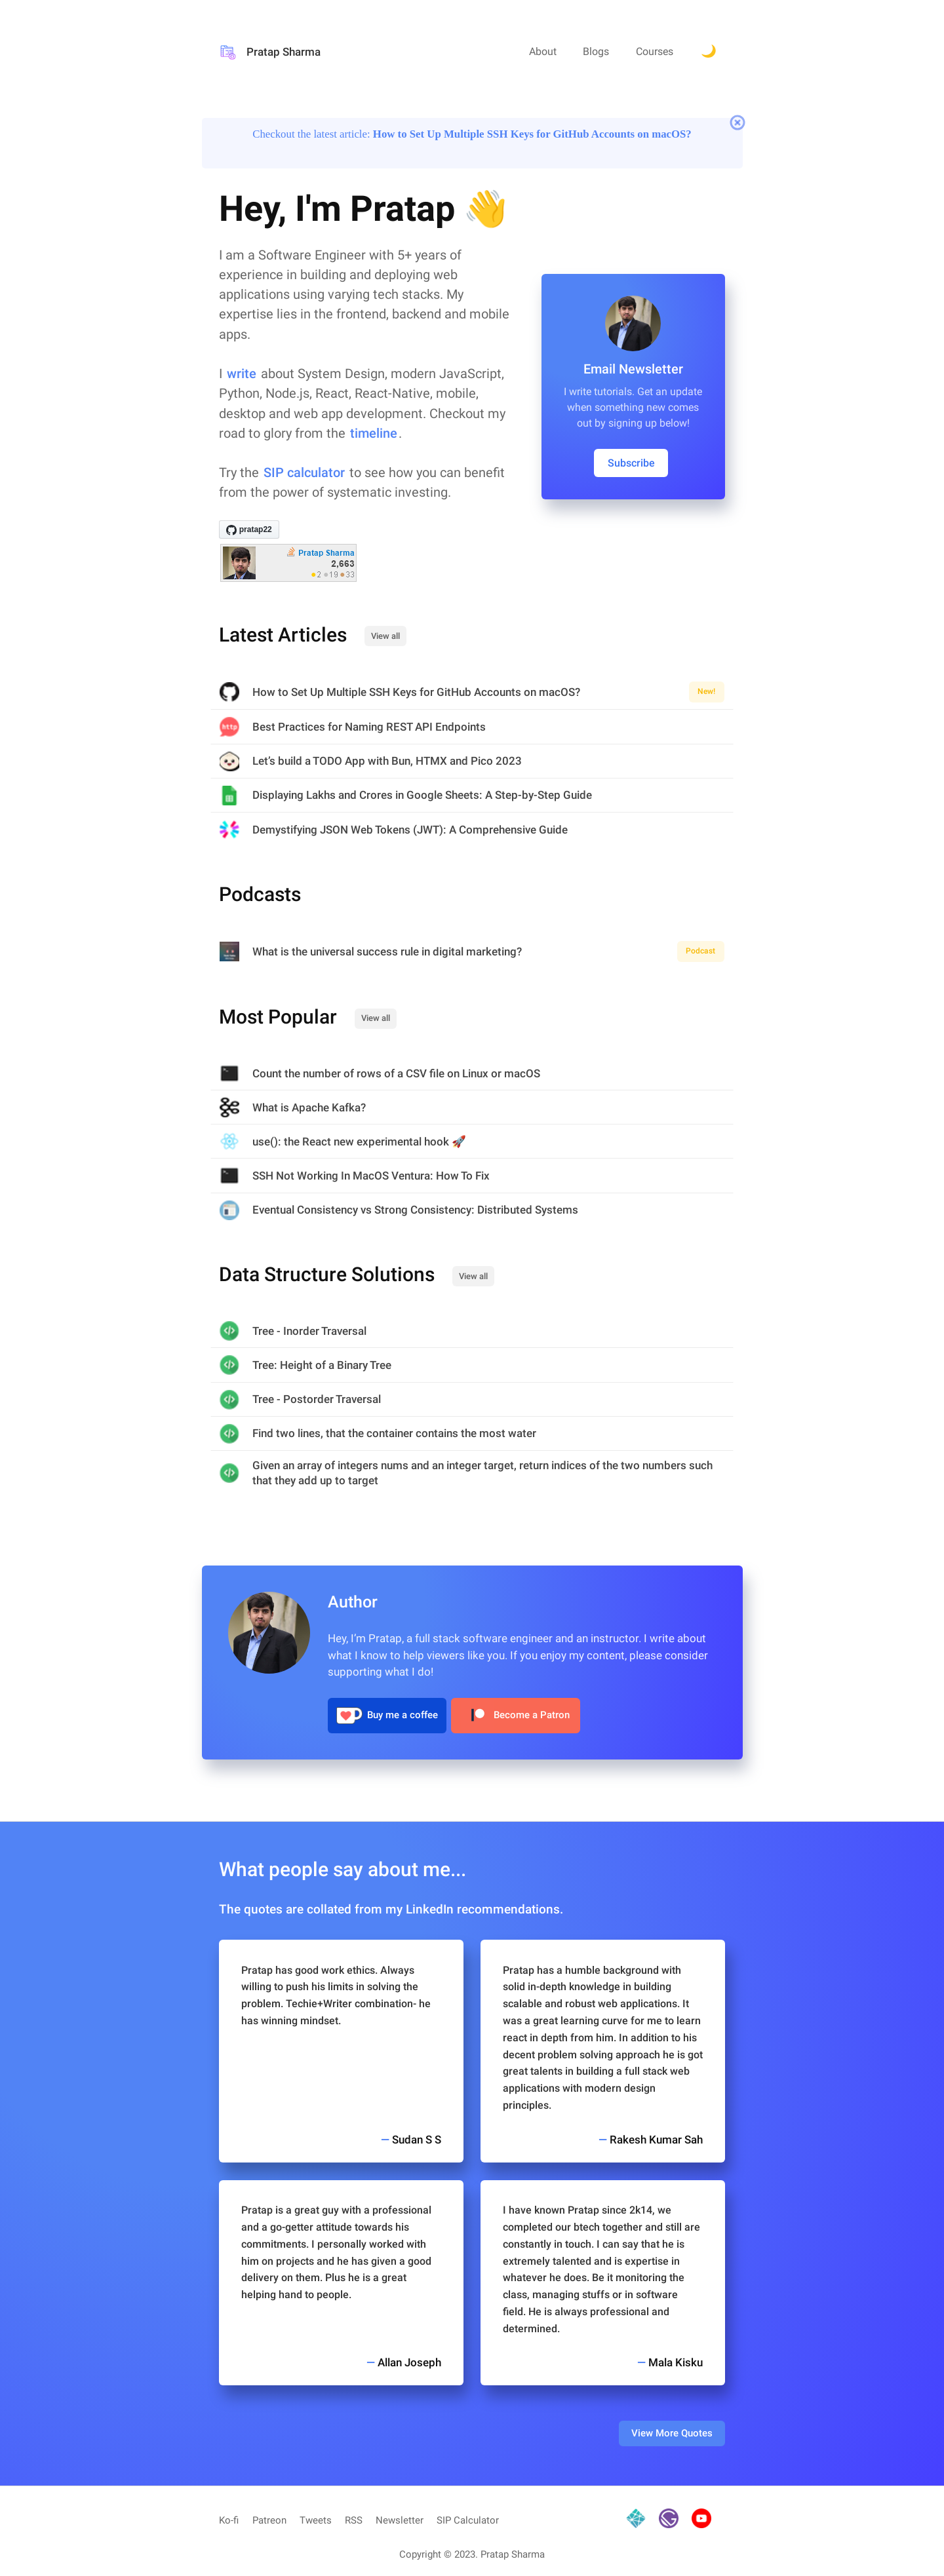 Pratap Sharma
About
Blogs
Courses
Checkout the latest article: How to Set Up Multiple SSH Keys for GitHub Accounts on macOS?
Hey, I'm Pratap 👋
I am a Software Engineer with 5+ years of
experience in building and deploying web
applications using varying tech stacks. My
expertise lies in the frontend, backend and mobile
apps.
I write about System Design, modern JavaScript,
Python, Node.js, React, React-Native, mobile,
desktop and web app development. Checkout my
road to glory from the timeline.
Try the SIP calculator to see how you can benefit
from the power of systematic investing.
pratap22
Pratap Sharma
2,663
2 19 33
Email Newsletter
I write tutorials. Get an update
when something new comes
out by signing up below!
Subscribe
Latest Articles
View all
How to Set Up Multiple SSH Keys for GitHub Accounts on macOS?
New!
http
Best Practices for Naming REST API Endpoints
Let's build a TODO App with Bun, HTMX and Pico 2023
Displaying Lakhs and Crores in Google Sheets: A Step-by-Step Guide
Demystifying JSON Web Tokens (JWT): A Comprehensive Guide
Podcasts
What is the universal success rule in digital marketing?
Podcast
Most Popular
View all
Count the number of rows of a CSV file on Linux or macOS
What is Apache Kafka?
use(): the React new experimental hook 🚀
SSH Not Working In MacOS Ventura: How To Fix
Eventual Consistency vs Strong Consistency: Distributed Systems
Data Structure Solutions
View all
Tree - Inorder Traversal
Tree: Height of a Binary Tree
Tree - Postorder Traversal
Find two lines, that the container contains the most water
Given an array of integers nums and an integer target, return indices of the two numbers such
that they add up to target
Author
Hey, I'm Pratap, a full stack software engineer and an instructor. I write about
what I know to help viewers like you. If you enjoy my content, please consider
supporting what I do!
Buy me a coffee
Become a Patron
What people say about me...
The quotes are collated from my LinkedIn recommendations.
Pratap has good work ethics. Always
willing to push his limits in solving the
problem. Techie+Writer combination- he
has winning mindset.
— Sudan S S
Pratap has a humble background with
solid in-depth knowledge in building
scalable and robust web applications. It
was a great learning curve for me to learn
react in depth from him. In addition to his
decent problem solving approach he is got
great talents in building a full stack web
applications with modern design
principles.
— Rakesh Kumar Sah
Pratap is a great guy with a professional
and a go-getter attitude towards his
commitments. I personally worked with
him on projects and he has given a good
delivery on them. Plus he is a great
helping hand to people.
— Allan Joseph
I have known Pratap since 2k14, we
completed our btech together and still are
constantly in touch. I can say that he is
extremely talented and is expertise in
whatever he does. Be it monitoring the
class, managing stuffs or in software
field. He is always professional and
determined.
— Mala Kisku
View More Quotes
Ko-fi
Patreon
Tweets
RSS
Newsletter
SIP Calculator
Copyright © 2023. Pratap Sharma